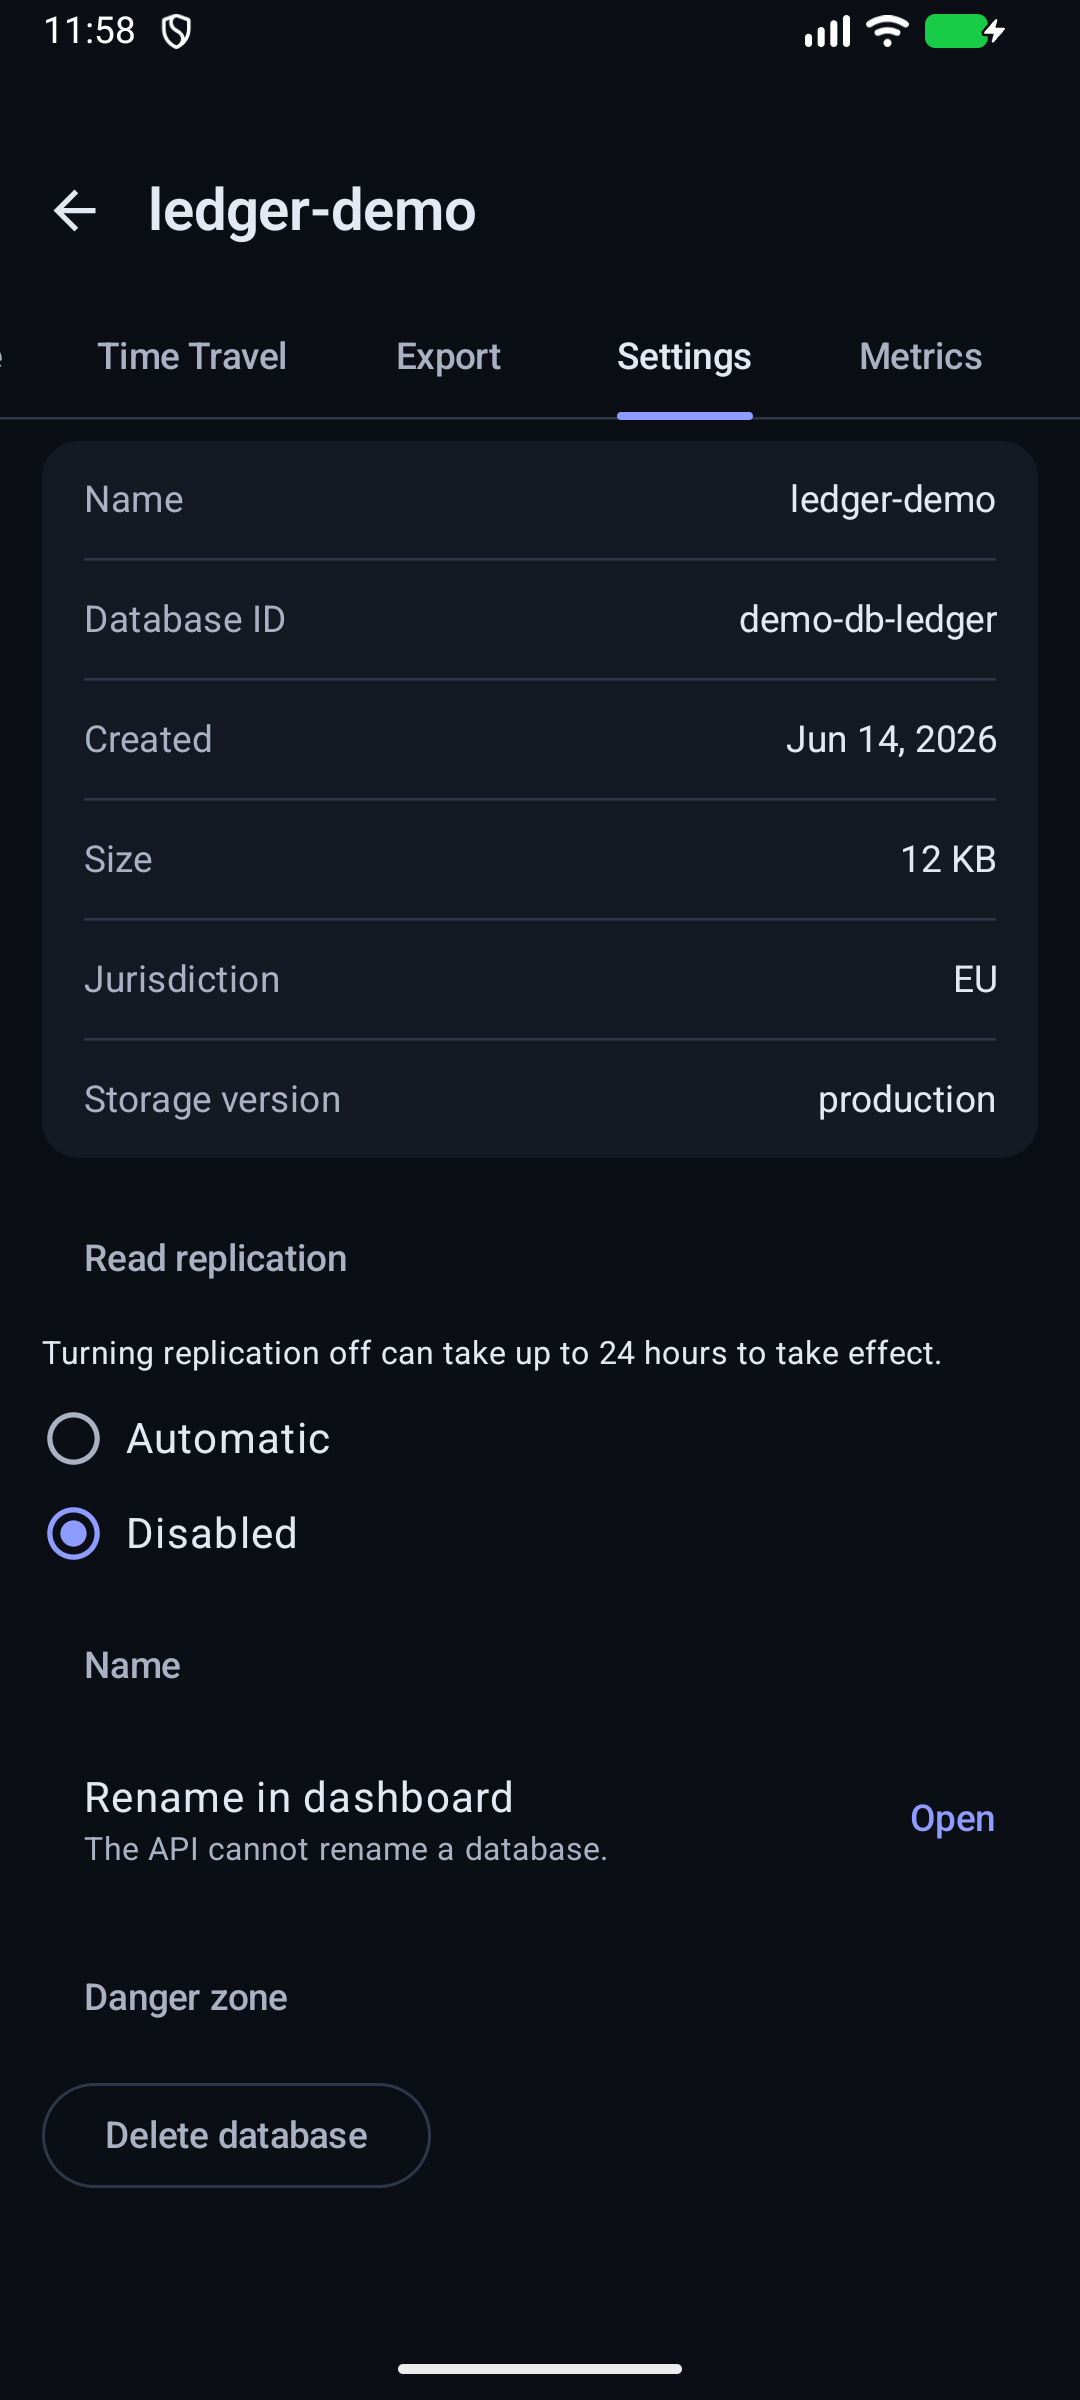 11:58
ledger-demo
Time Travel Export Settings Metrics
Name ledger-demo
Database ID demo-db-ledger
Created Jun 14, 2026
Size 12 KB
Jurisdiction EU
Storage version production
Read replication
Turning replication off can take up to 24 hours to take effect.
Automatic
Disabled
Name
Rename in dashboard
The API cannot rename a database.
Open
Danger zone
Delete database